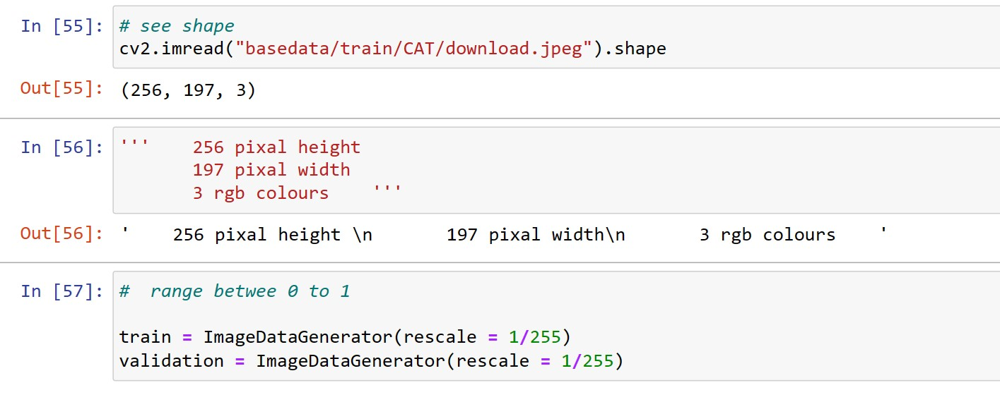 In [55]: # see shape
cv2.imread("basedata/train/CAT/download.jpeg").shape
Out[55]: (256, 197, 3)
In [56]: ''' 256 pixal height
197 pixal width
3 rgb colours '''
Out[56]: ' 256 pixal height \n 197 pixal width\n 3 rgb colours '
In [57]: # range betwee 0 to 1
train = ImageDataGenerator(rescale = 1/255)
validation = ImageDataGenerator(rescale = 1/255)